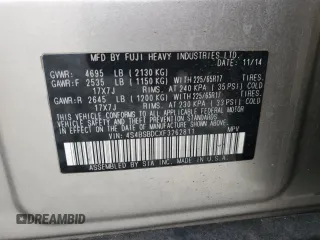 MFD. BY FUJI HEAVY INDUSTRIES LTD. 11/14
GVWR: 4695 LB (2130 KG)
GAWR:F 2535 LB (1150 KG) WITH 225/65R17 TIRES,
17X7J RIMS, AT 240 KPA (35 PSI) COLD
GAWR:R 2645 LB (1200 KG) WITH 225/65R17 TIRES,
17X7J RIMS, AT 230 KPA (33 PSI) COLD
THIS VEHICLE CONFORMS TO ALL APPLICABLE
FEDERAL MOTOR VEHICLE SAFETY, BUMPER, AND
THEFT PREVENTION STANDARDS IN EFFECT ON THE
DATE OF MANUFACTURE SHOWN ABOVE.
VIN: 4S4BSBDCXF3262811 MPV
ASSEMBLED BY SIA INC. MADE IN U.S.A.
DREAMBID